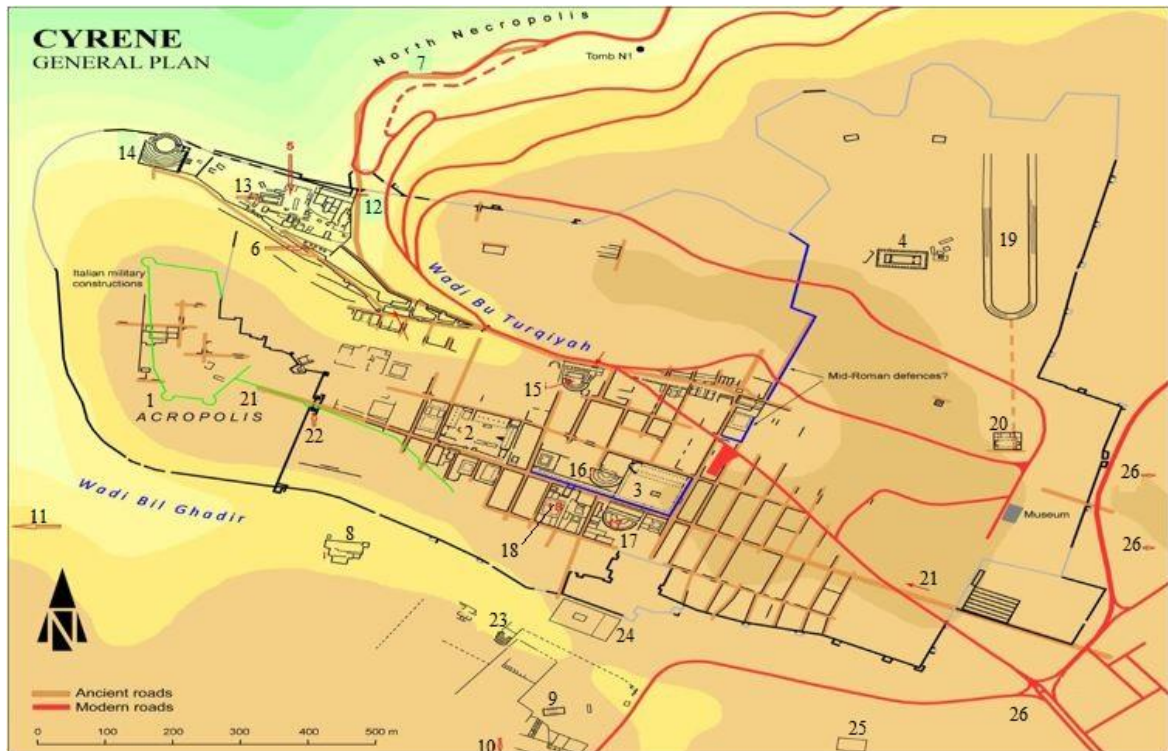 CYRENE
GENERAL PLAN
North Necropolis
Tomb N1
7
14
5
13
12
6
4
19
Italian military
constructions
Wadi Bu Turqiyah
Mid-Roman defences?
15
1
21
ACROPOLIS
22
2
20
16
3
26
Wadi Bil Ghadir
11
Museum
8
18
17
26
21
N
23
24
Ancient roads
Modern roads
9
26
10
25
0 100 200 300 400 500 m